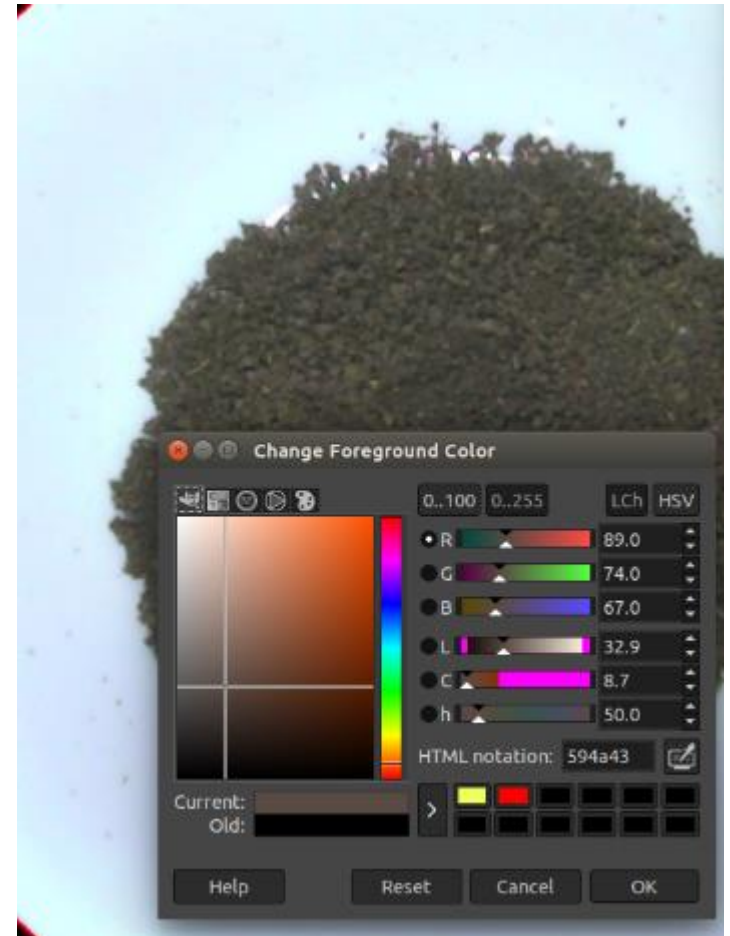 Change Foreground Color
0..100 0..255 LCh HSV
R 89.0
G 74.0
B 67.0
L 32.9
C 8.7
h 50.0
HTML notation: 594a43
Current:
Old:
Help Reset Cancel OK